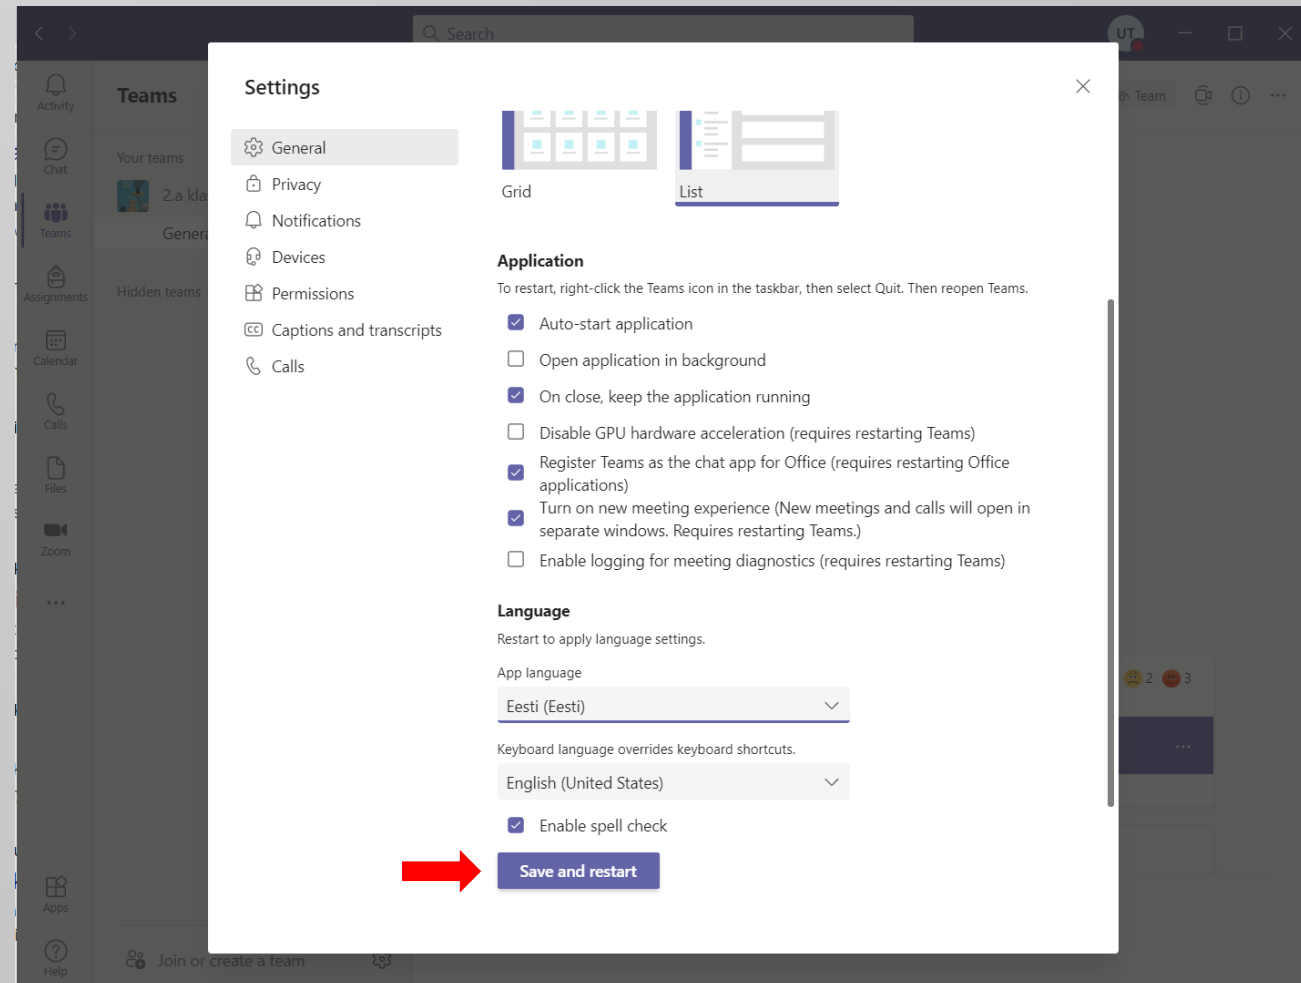 Search
UT
Activity
Chat
Teams
Assignments
Calendar
Calls
Files
Zoom
Apps
Help
Teams
Your teams
2.a kla
Genera
Hidden teams
Join or create a team
Team
2
3
Settings
General
Privacy
Notifications
Devices
Permissions
CC Captions and transcripts
Calls
Grid
List
Application
To restart, right-click the Teams icon in the taskbar, then select Quit. Then reopen Teams.
Auto-start application
Open application in background
On close, keep the application running
Disable GPU hardware acceleration (requires restarting Teams)
Register Teams as the chat app for Office (requires restarting Office
applications)
Turn on new meeting experience (New meetings and calls will open in
separate windows. Requires restarting Teams.)
Enable logging for meeting diagnostics (requires restarting Teams)
Language
Restart to apply language settings.
App language
Eesti (Eesti)
Keyboard language overrides keyboard shortcuts.
English (United States)
Enable spell check
Save and restart